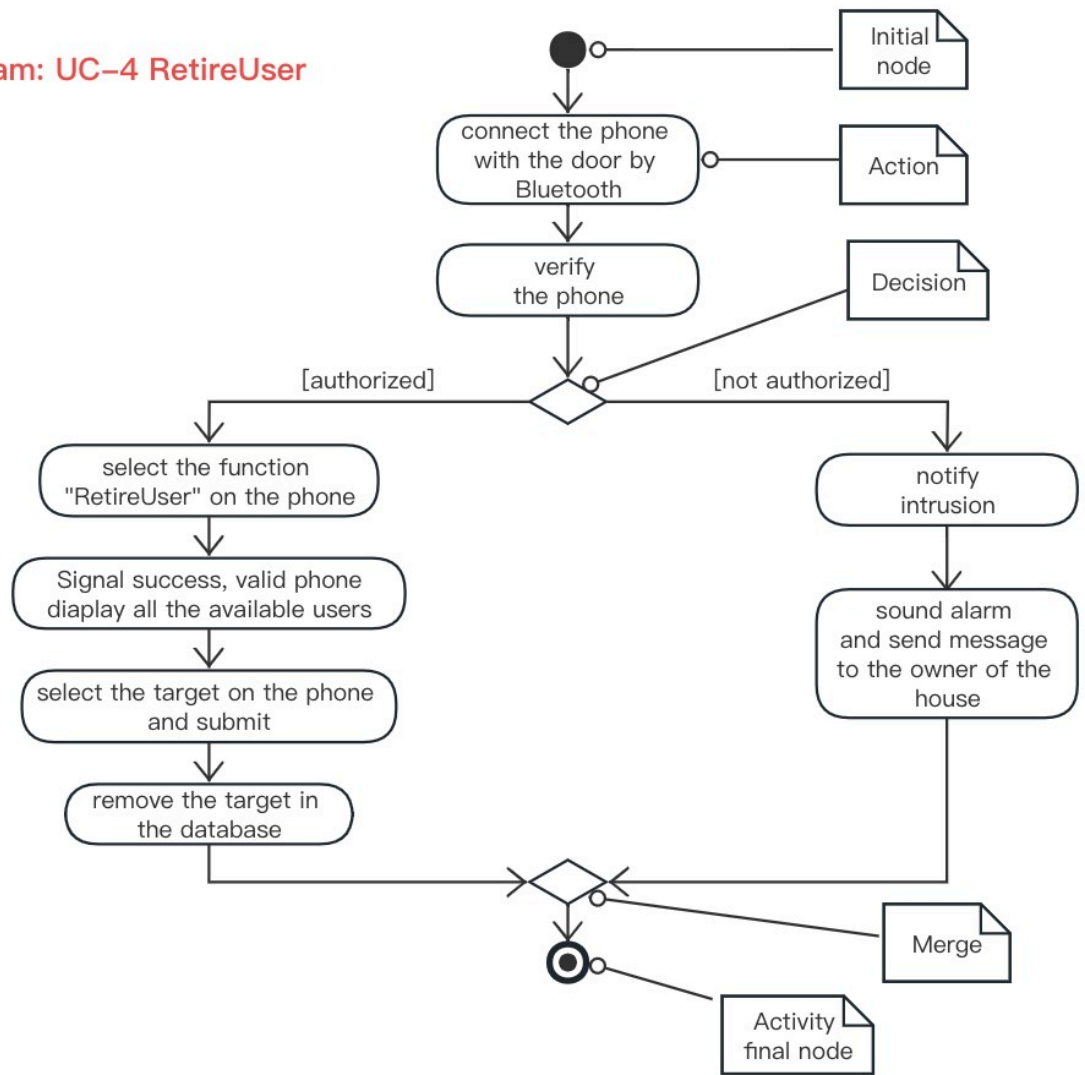 am: UC-4 RetireUser
Initial
node
connect the phone
with the door by
Bluetooth
Action
verify
the phone
Decision
[authorized]
[not authorized]
select the function
"RetireUser" on the phone
notify
intrusion
Signal success, valid phone
diaplay all the available users
sound alarm
and send message
to the owner of the
house
select the target on the phone
and submit
remove the target in
the database
Merge
Activity
final node